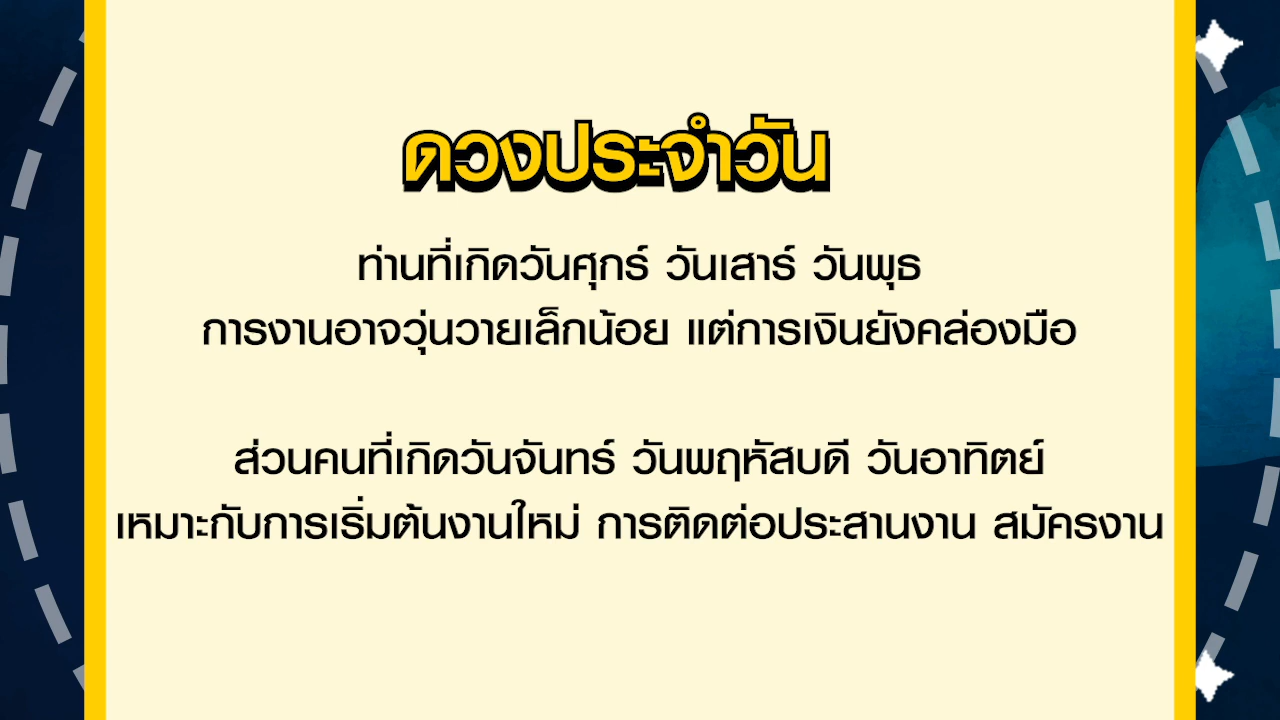 ดวงประจำวัน
ท่านที่เกิดวันศุกร์ วันเสาร์ วันพุธ
การงานอาจวุ่นวายเล็กน้อย แต่การเงินยังคล่องมือ
ส่วนคนที่เกิดวันจันทร์ วันพฤหัสบดี วันอาทิตย์
เหมาะกับการเริ่มต้นงานใหม่ การติดต่อประสานงาน สมัครงาน